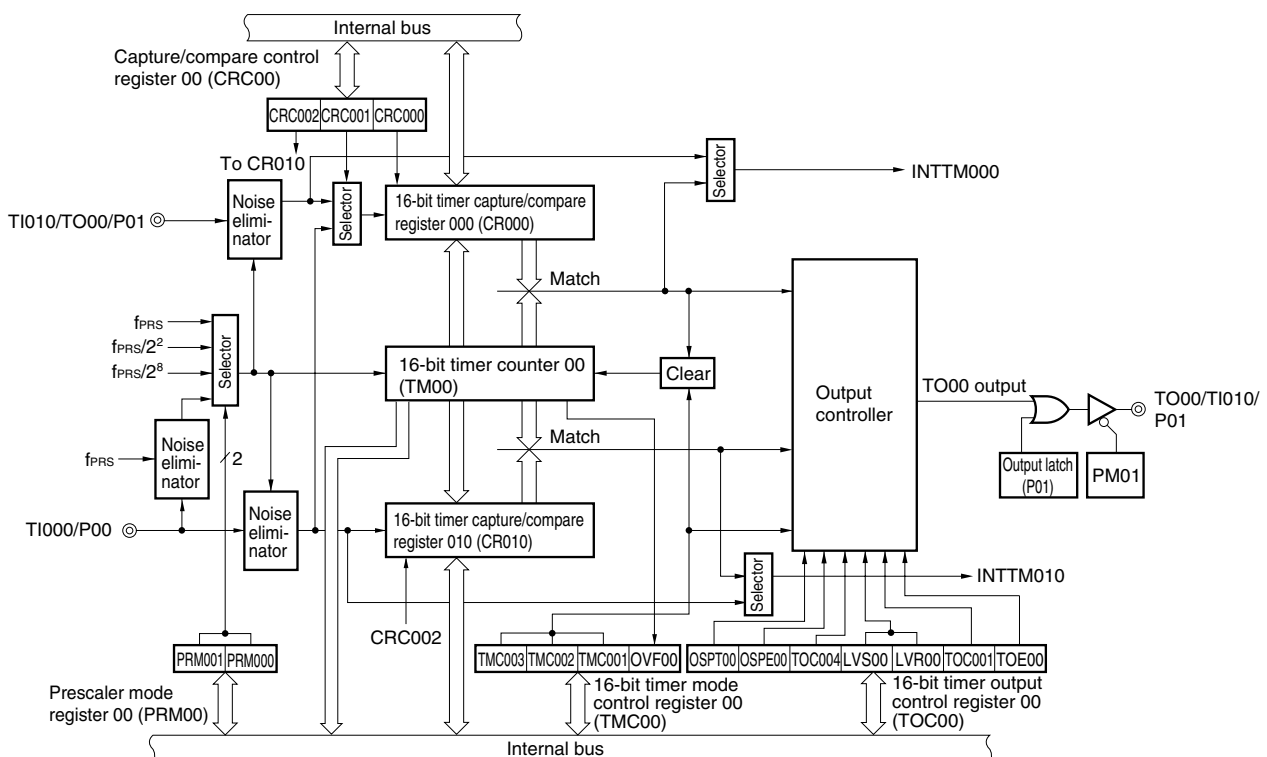 Internal bus
Capture/compare control
register 00 (CRC00)
CRC002 CRC001 CRC000
To CR010
Selector
INTTM000
TI010/TO00/P01
Noise
elimi-
nator
Selector
16-bit timer capture/compare
register 000 (CR000)
Match
fPRS
fPRS/2²
fPRS/2⁸
Selector
16-bit timer counter 00
(TM00)
Clear
Output
controller
TO00 output
TO00/TI010/
P01
Output latch
(P01)
PM01
Match
fPRS
Noise
elimi-
nator
2
TI000/P00
Noise
elimi-
nator
16-bit timer capture/compare
register 010 (CR010)
Selector
INTTM010
CRC002
PRM001 PRM000
TMC003 TMC002 TMC001 OVF00
OSPT00 OSPE00 TOC004 LVS00 LVR00 TOC001 TOE00
Prescaler mode
register 00 (PRM00)
16-bit timer mode
control register 00
(TMC00)
16-bit timer output
control register 00
(TOC00)
Internal bus